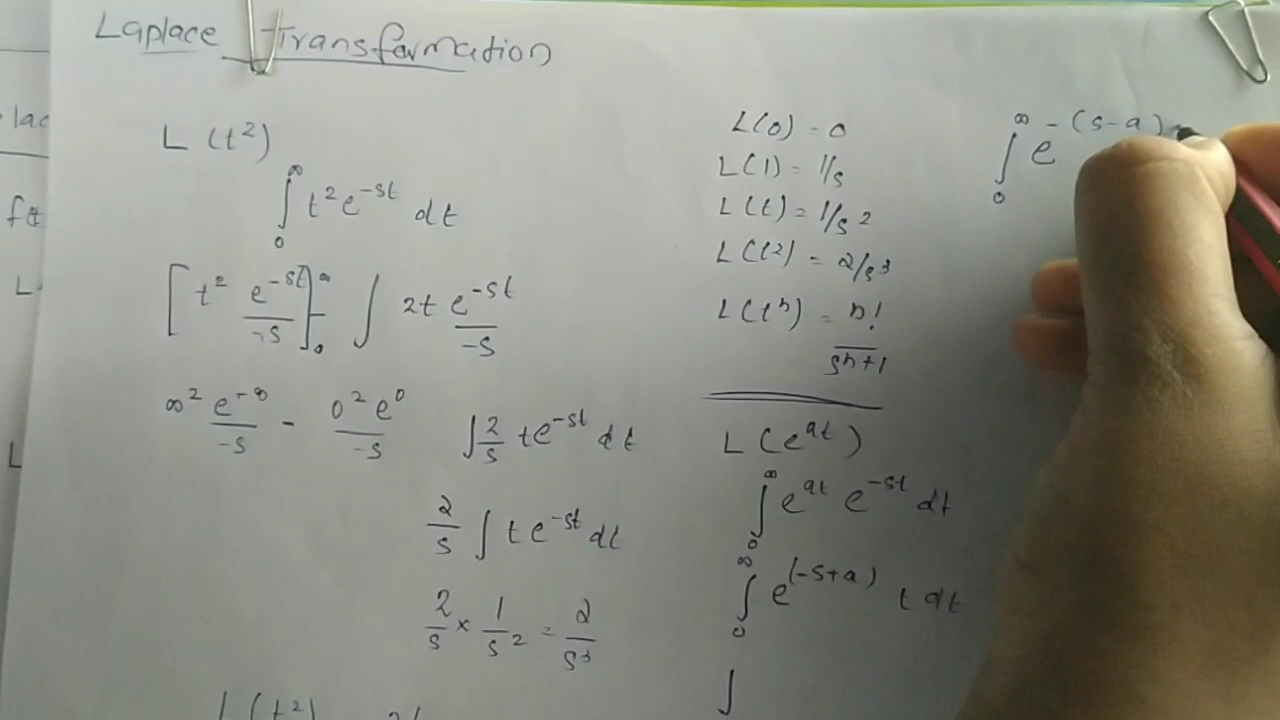 Laplace transformation
L(t²)
∫₀^∞ t² e^-st dt
[t² e^-st/-s]₀^∞ - ∫ 2t e^-st/-s
∞² e^-∞/-s - 0² e⁰/-s ∫ 2/s t e^-st dt
2/s ∫ t e^-st dt
2/s × 1/s² = 2/s³
L(t²)
L(0) = 0
L(1) = 1/s
L(t) = 1/s²
L(t²) = 2/s³
L(tⁿ) = n!/sⁿ⁺¹
L(e^at)
∫₀^∞ e^at e^-st dt
∫₀^∞ e^(-s+a) t dt
∫
∫₀^∞ e^-(s-a)
lac
L
L